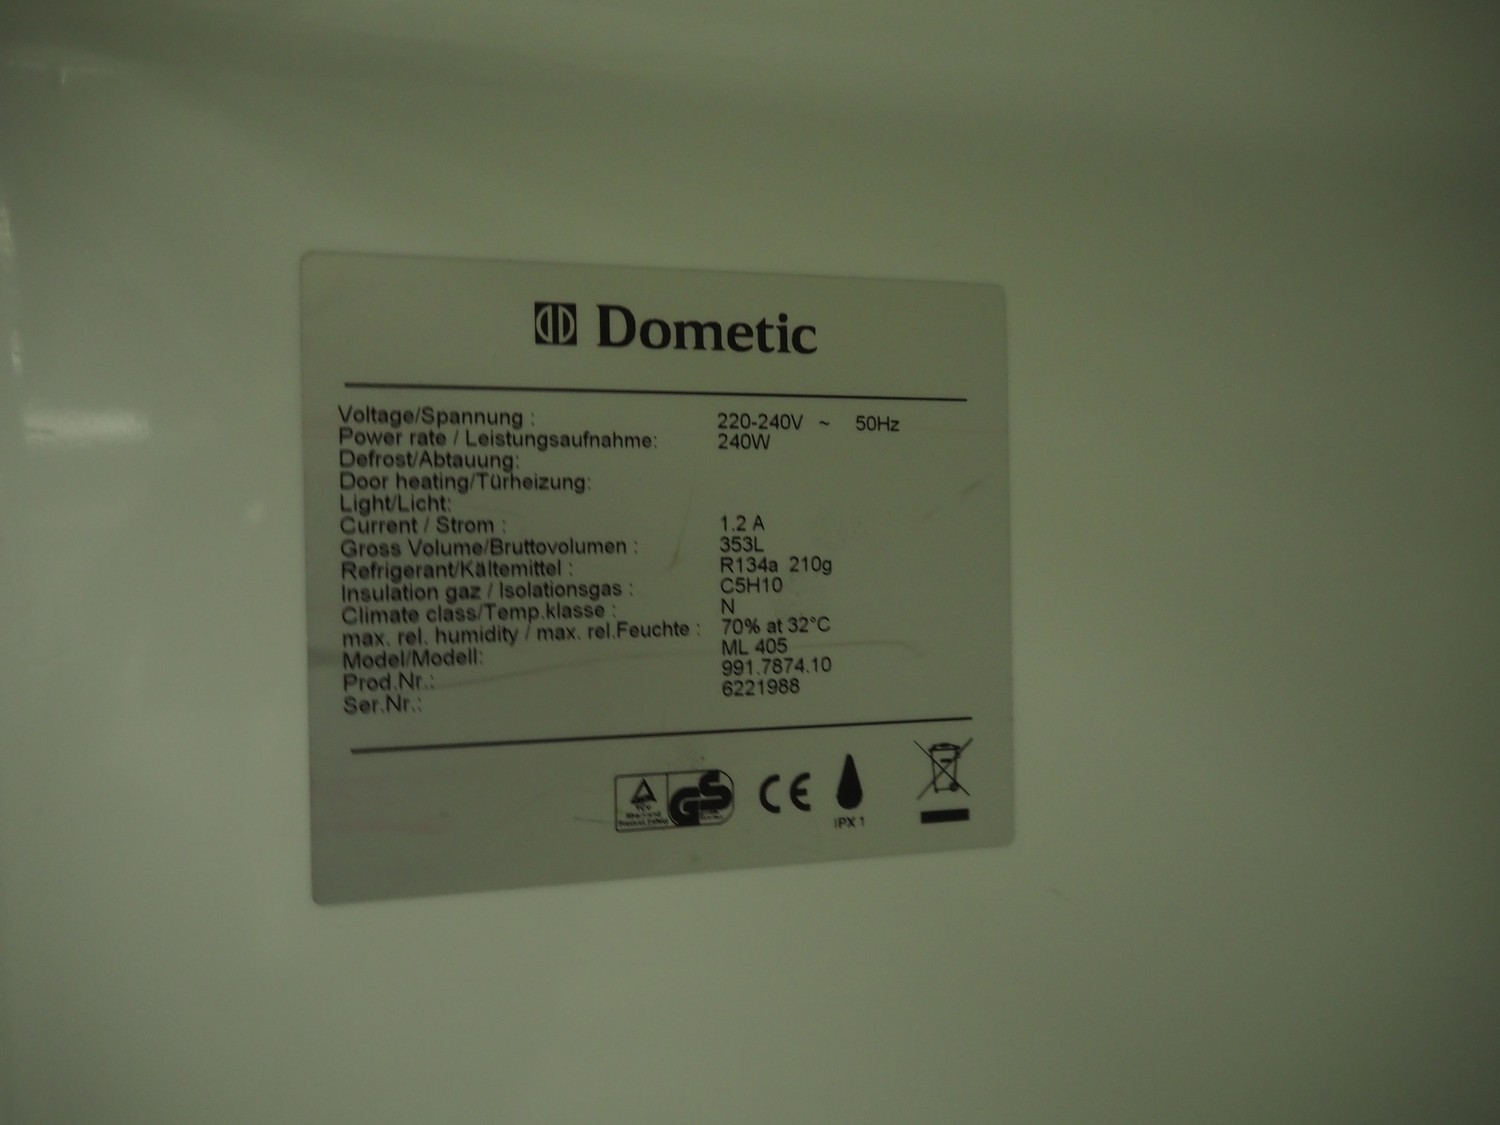 Dometic
Voltage/Spannung : 220-240V ~ 50Hz
Power rate / Leistungsaufnahme: 240W
Defrost/Abtauung:
Door heating/Türheizung:
Light/Licht:
Current / Strom : 1.2 A
Gross Volume/Bruttovolumen : 353L
Refrigerant/Kältemittel : R134a 210g
Insulation gaz / Isolationsgas : C5H10
Climate class/Temp.klasse : N
max. rel. humidity / max. rel.Feuchte : 70% at 32°C
Model/Modell: ML 405
Prod.Nr.: 991.7874.10
Ser.Nr.: 6221988
GS CE
IPX 1